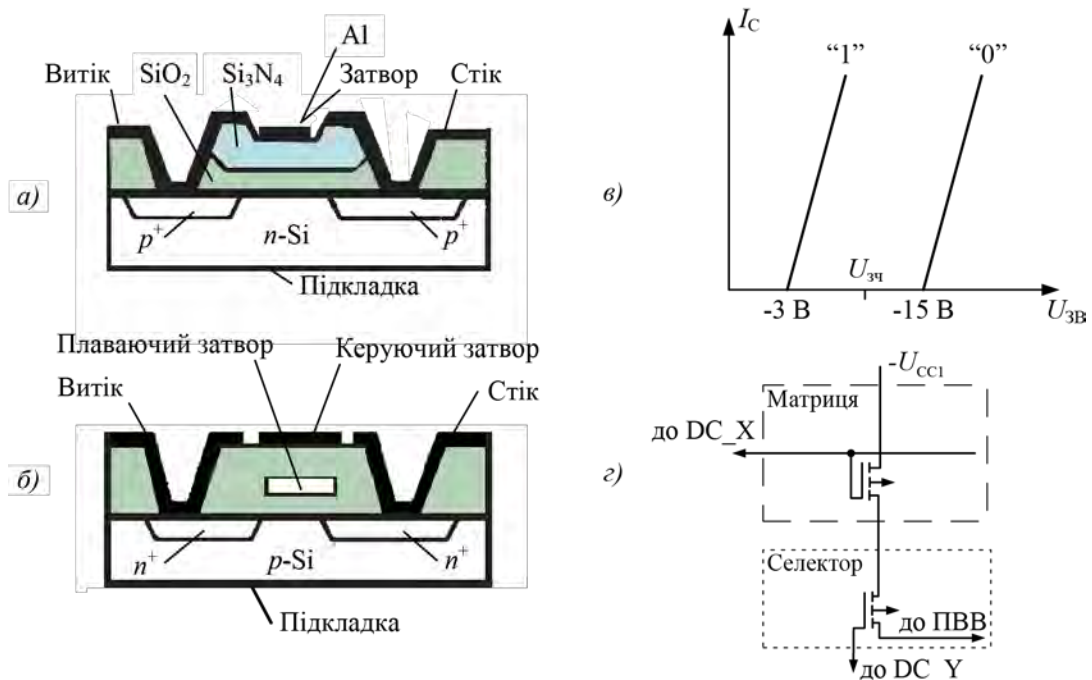 Al
SiO2
Si3N4
Затвор
Витік
Стік
а)
p+
n-Si
p+
Підкладка
Плаваючий затвор
Керуючий затвор
Витік
Стік
б)
n+
p-Si
n+
Підкладка
IС
“1”
“0”
в)
Uзч
-3 В
-15 В
UЗВ
-UCC1
Матриця
до DC_X
г)
Селектор
до ПВВ
до DC_Y